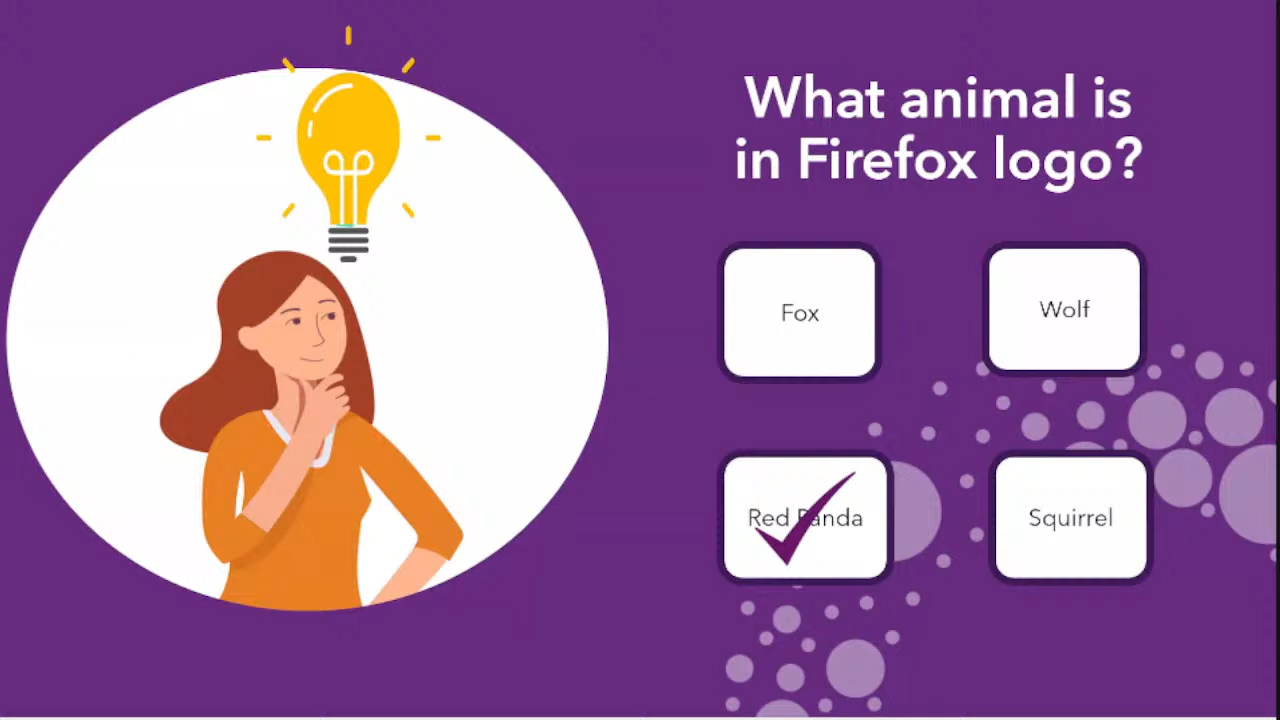 What animal is
in Firefox logo?
Fox
Wolf
Red Panda
Squirrel